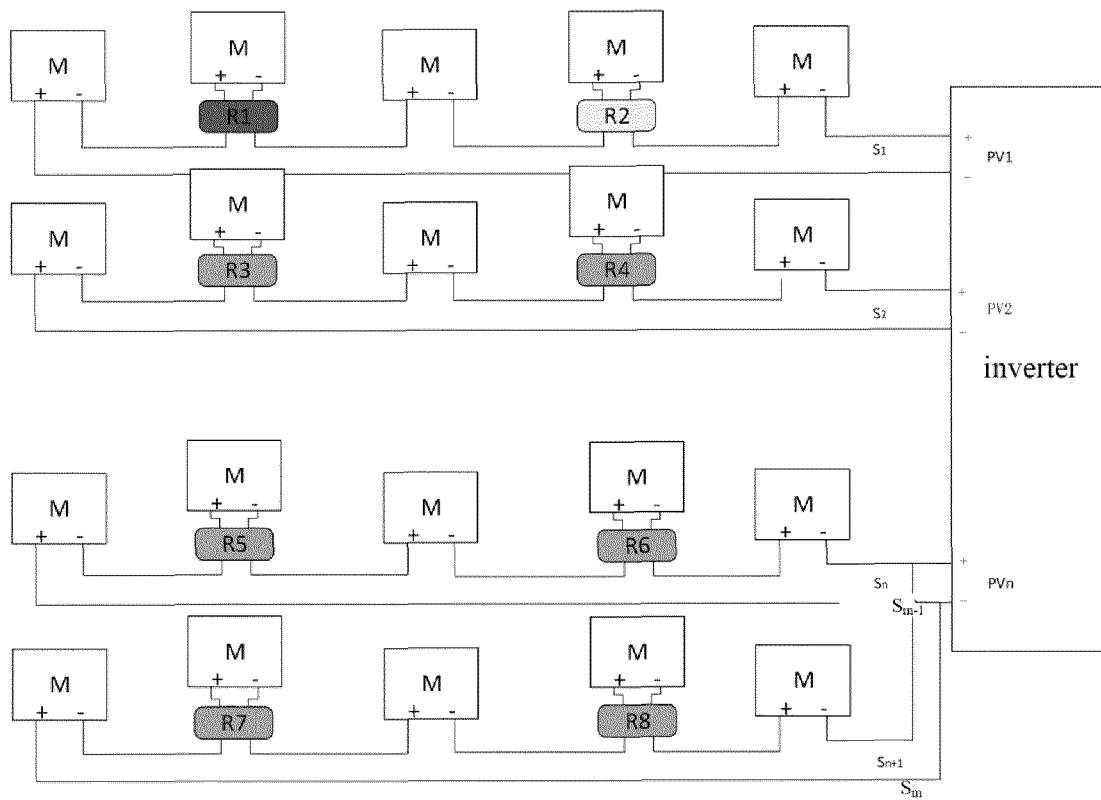 M M M M M
+ - + - + - + - + -
R1 R2
S1 + PV1 -
M M M M M
+ - + - + - + - + -
R3 R4
S2 + PV2 -
inverter
M M M M M
+ - + - + - + - + -
R5 R6
Sn + PVn -
Sm-1
M M M M M
+ - + - + - + - + -
R7 R8
Sn+1
Sm